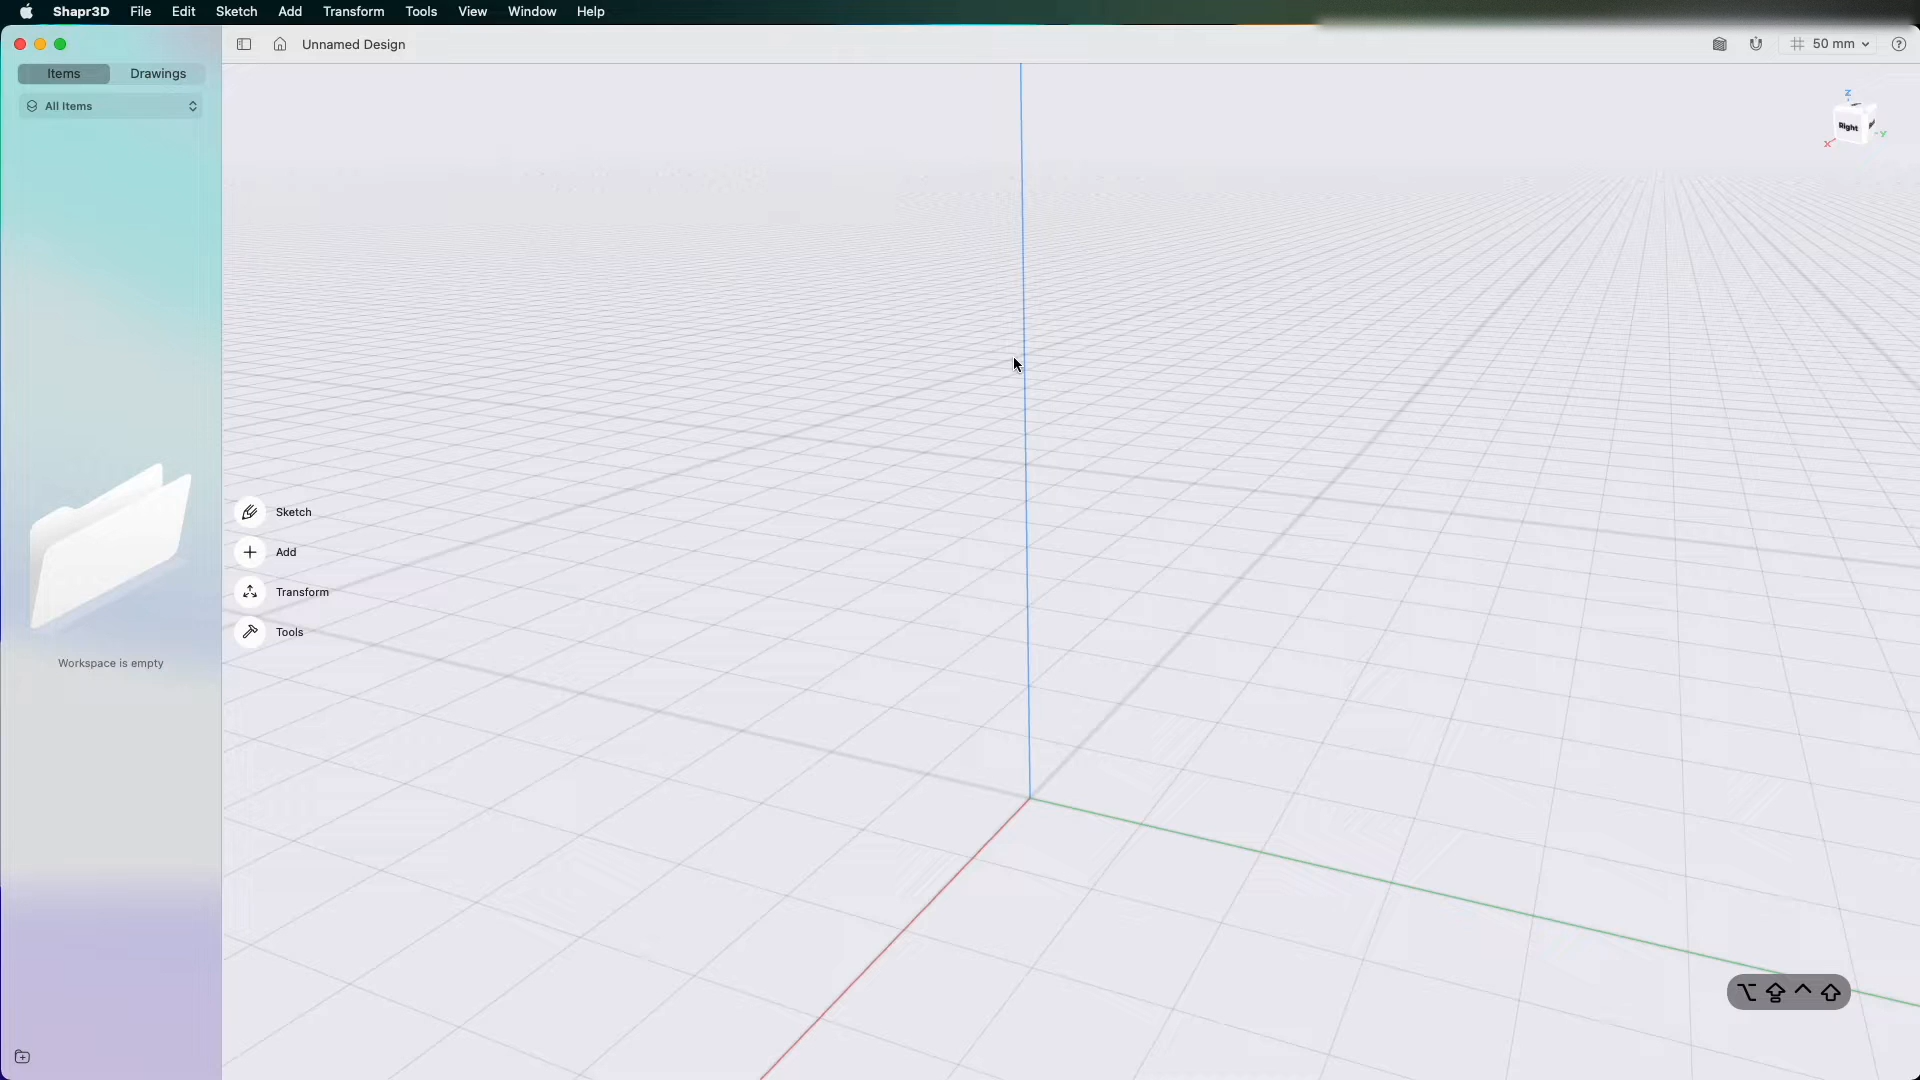 Shapr3D File Edit Sketch Add Transform Tools View Window Help
Unnamed Design
50 mm
Items Drawings
All Items
Z
Right
Y
X
Sketch
Add
Transform
Tools
Workspace is empty